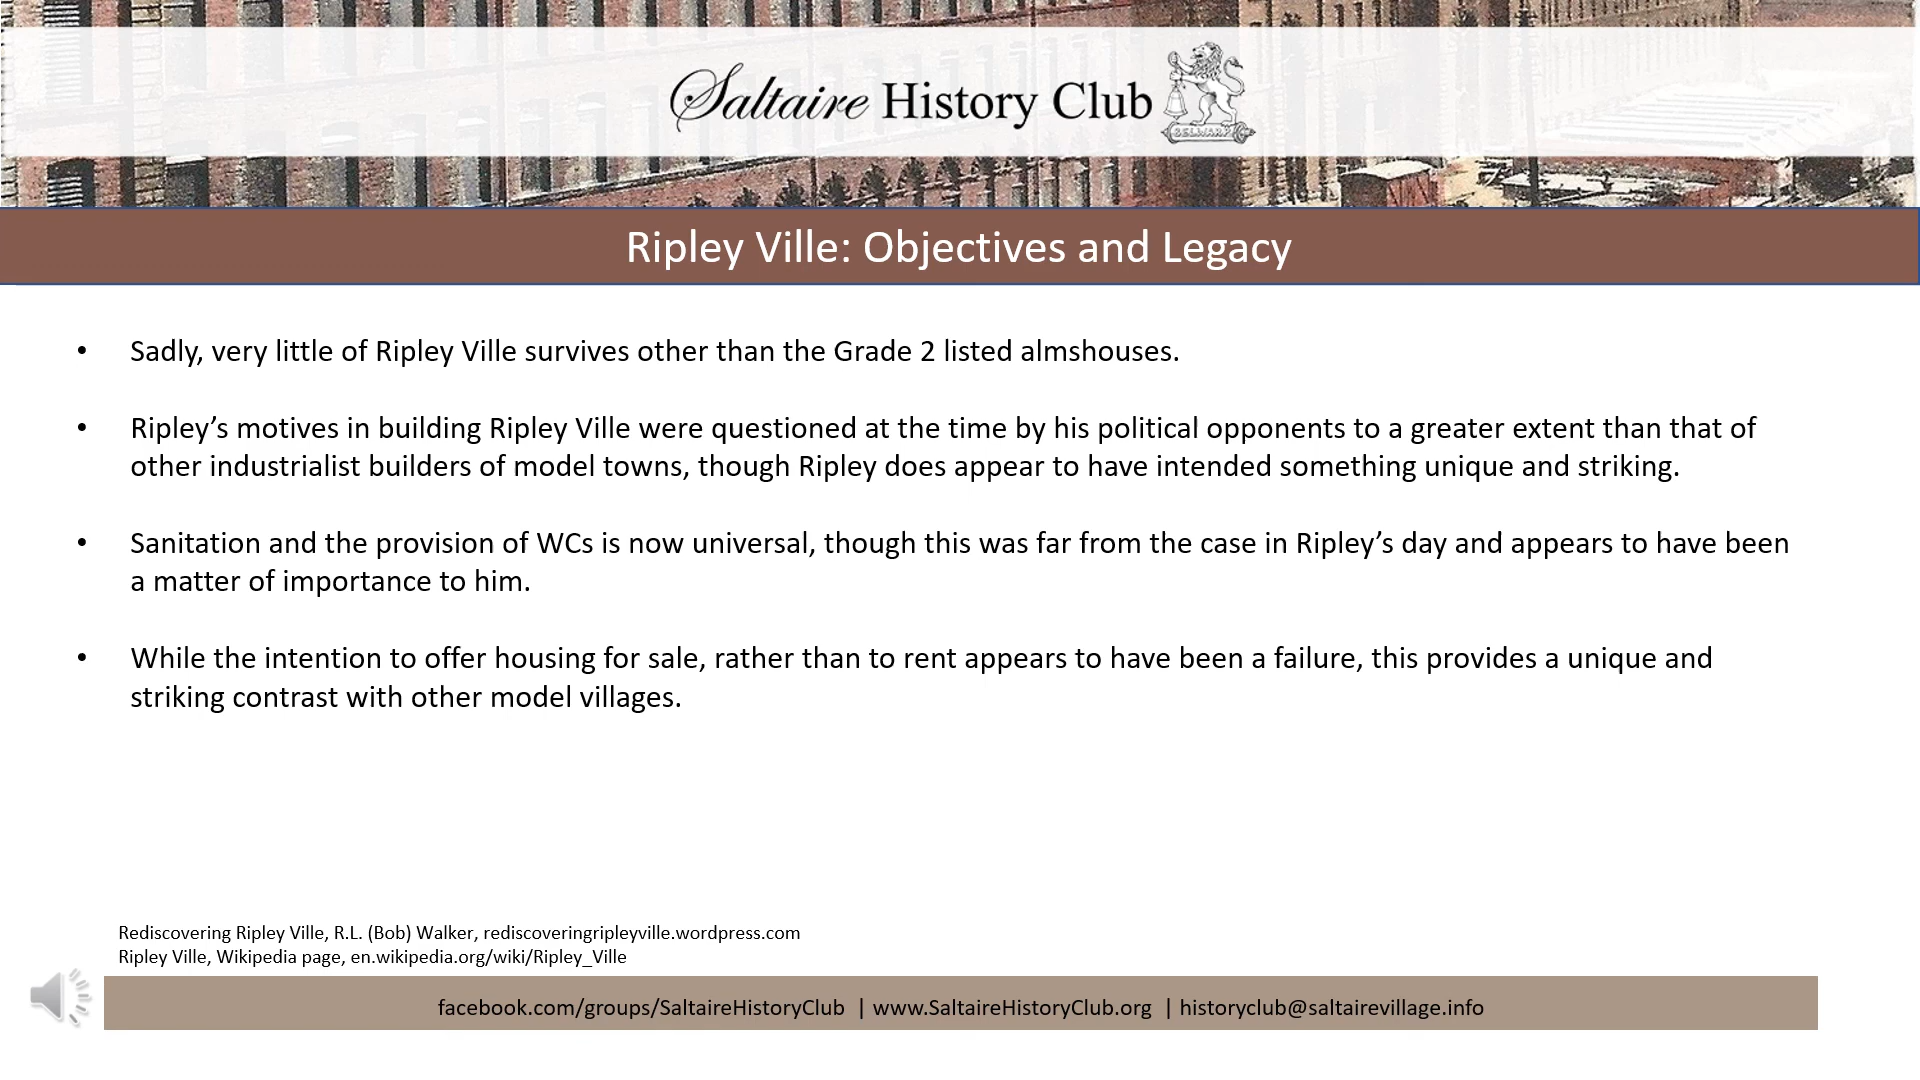 Saltaire History Club
Ripley Ville: Objectives and Legacy
• Sadly, very little of Ripley Ville survives other than the Grade 2 listed almshouses.
• Ripley’s motives in building Ripley Ville were questioned at the time by his political opponents to a greater extent than that of
other industrialist builders of model towns, though Ripley does appear to have intended something unique and striking.
• Sanitation and the provision of WCs is now universal, though this was far from the case in Ripley’s day and appears to have been
a matter of importance to him.
• While the intention to offer housing for sale, rather than to rent appears to have been a failure, this provides a unique and
striking contrast with other model villages.
Rediscovering Ripley Ville, R.L. (Bob) Walker, rediscoveringripleyville.wordpress.com
Ripley Ville, Wikipedia page, en.wikipedia.org/wiki/Ripley_Ville
facebook.com/groups/SaltaireHistoryClub | www.SaltaireHistoryClub.org | historyclub@saltairevillage.info